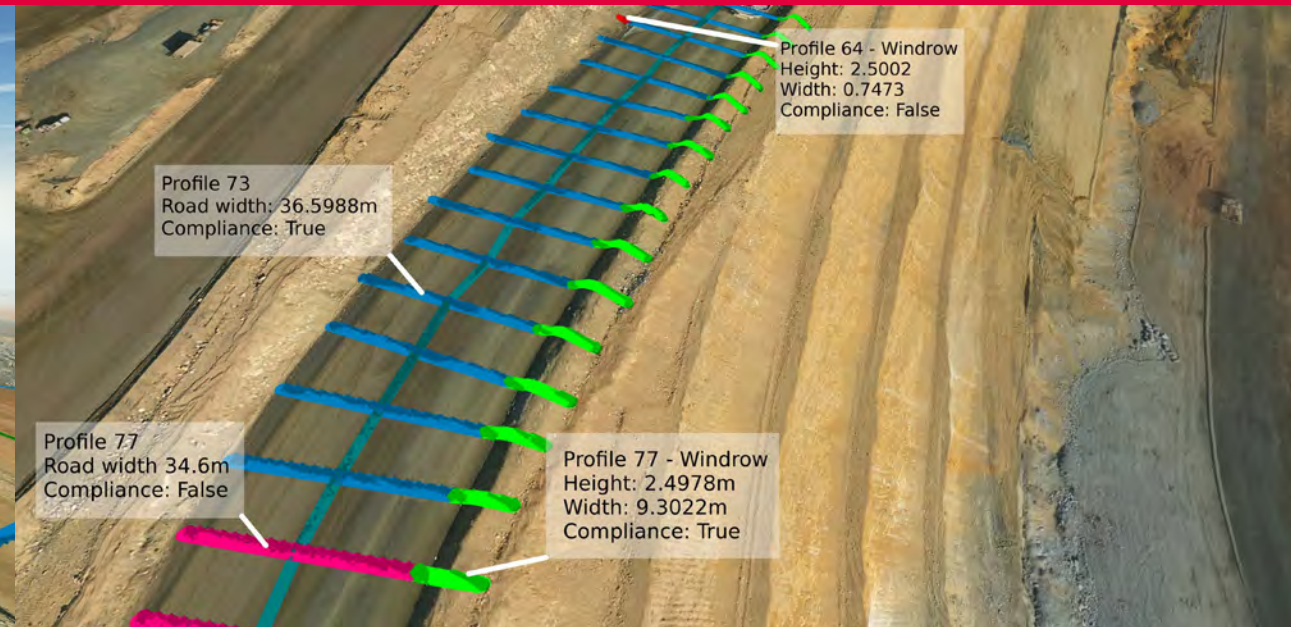 Profile 64 - Windrow
Height: 2.5002
Width: 0.7473
Compliance: False
Profile 73
Road width: 36.5988m
Compliance: True
Profile 77
Road width 34.6m
Compliance: False
Profile 77 - Windrow
Height: 2.4978m
Width: 9.3022m
Compliance: True